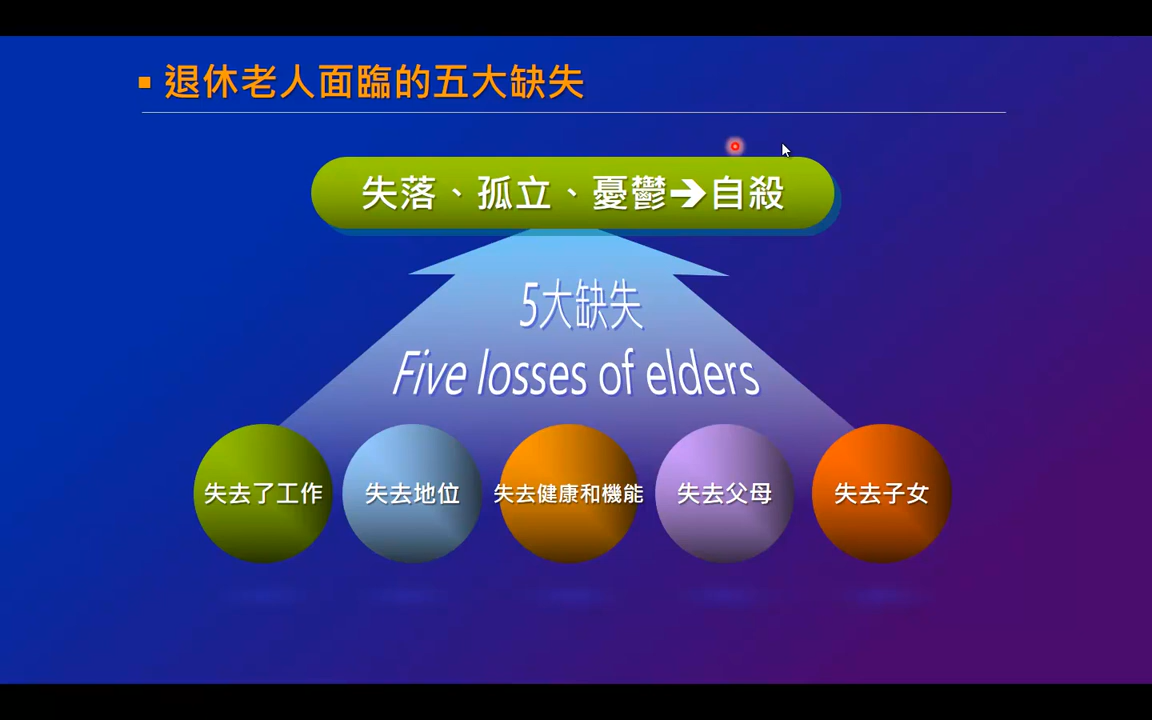 退休老人面臨的五大缺失
失落、孤立、憂鬱➔自殺
5大缺失
Five losses of elders
失去了工作
失去地位
失去健康和機能
失去父母
失去子女